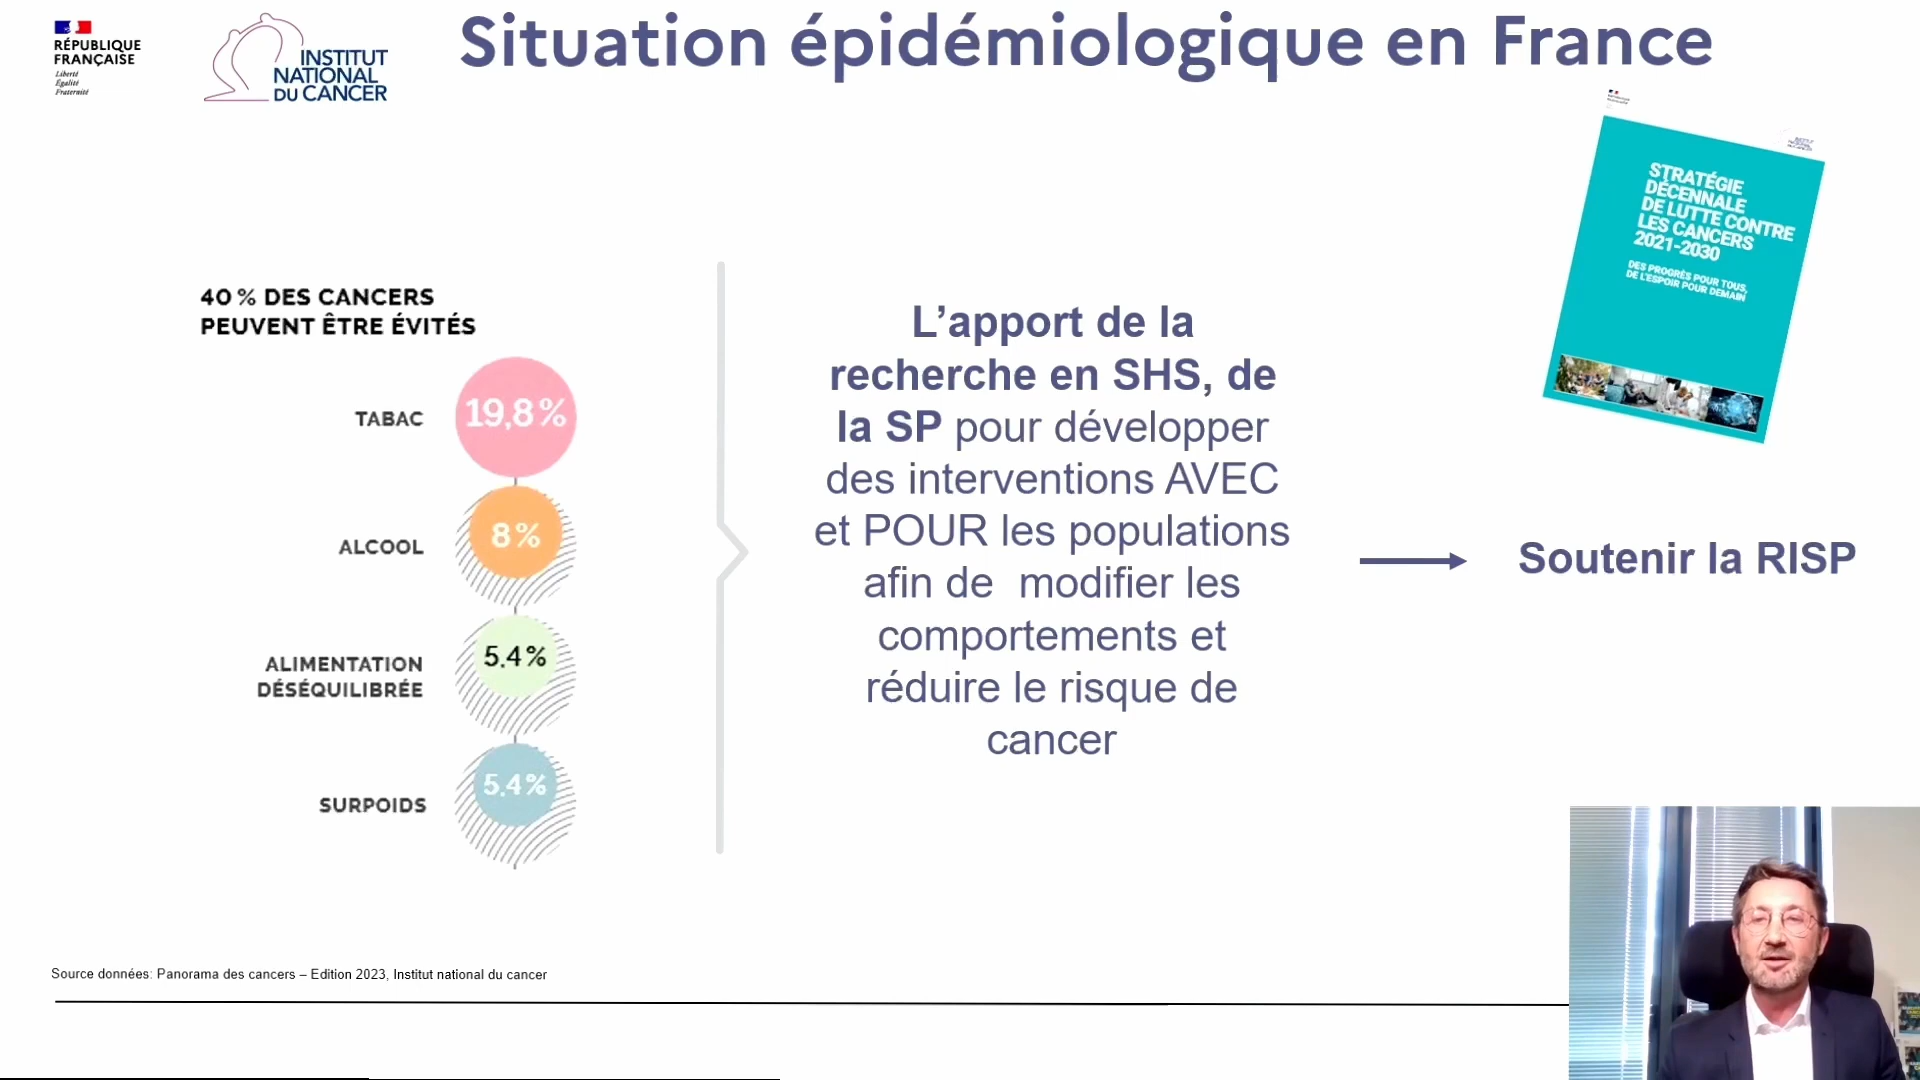 RÉPUBLIQUE
FRANÇAISE
Liberté
Égalité
Fraternité
INSTITUT
NATIONAL
DU CANCER
Situation épidémiologique en France
STRATÉGIE
DÉCENNALE
DE LUTTE CONTRE
LES CANCERS
2021-2030
DES PROGRÈS POUR TOUS,
DE L'ESPOIR POUR DEMAIN
40 % DES CANCERS
PEUVENT ÊTRE ÉVITÉS
TABAC 19,8 %
ALCOOL 8 %
ALIMENTATION
DÉSÉQUILIBRÉE
5,4 %
SURPOIDS 5,4 %
L’apport de la
recherche en SHS, de
la SP pour développer
des interventions AVEC
et POUR les populations
afin de modifier les
comportements et
réduire le risque de
cancer
Soutenir la RISP
Source données: Panorama des cancers – Edition 2023, Institut national du cancer